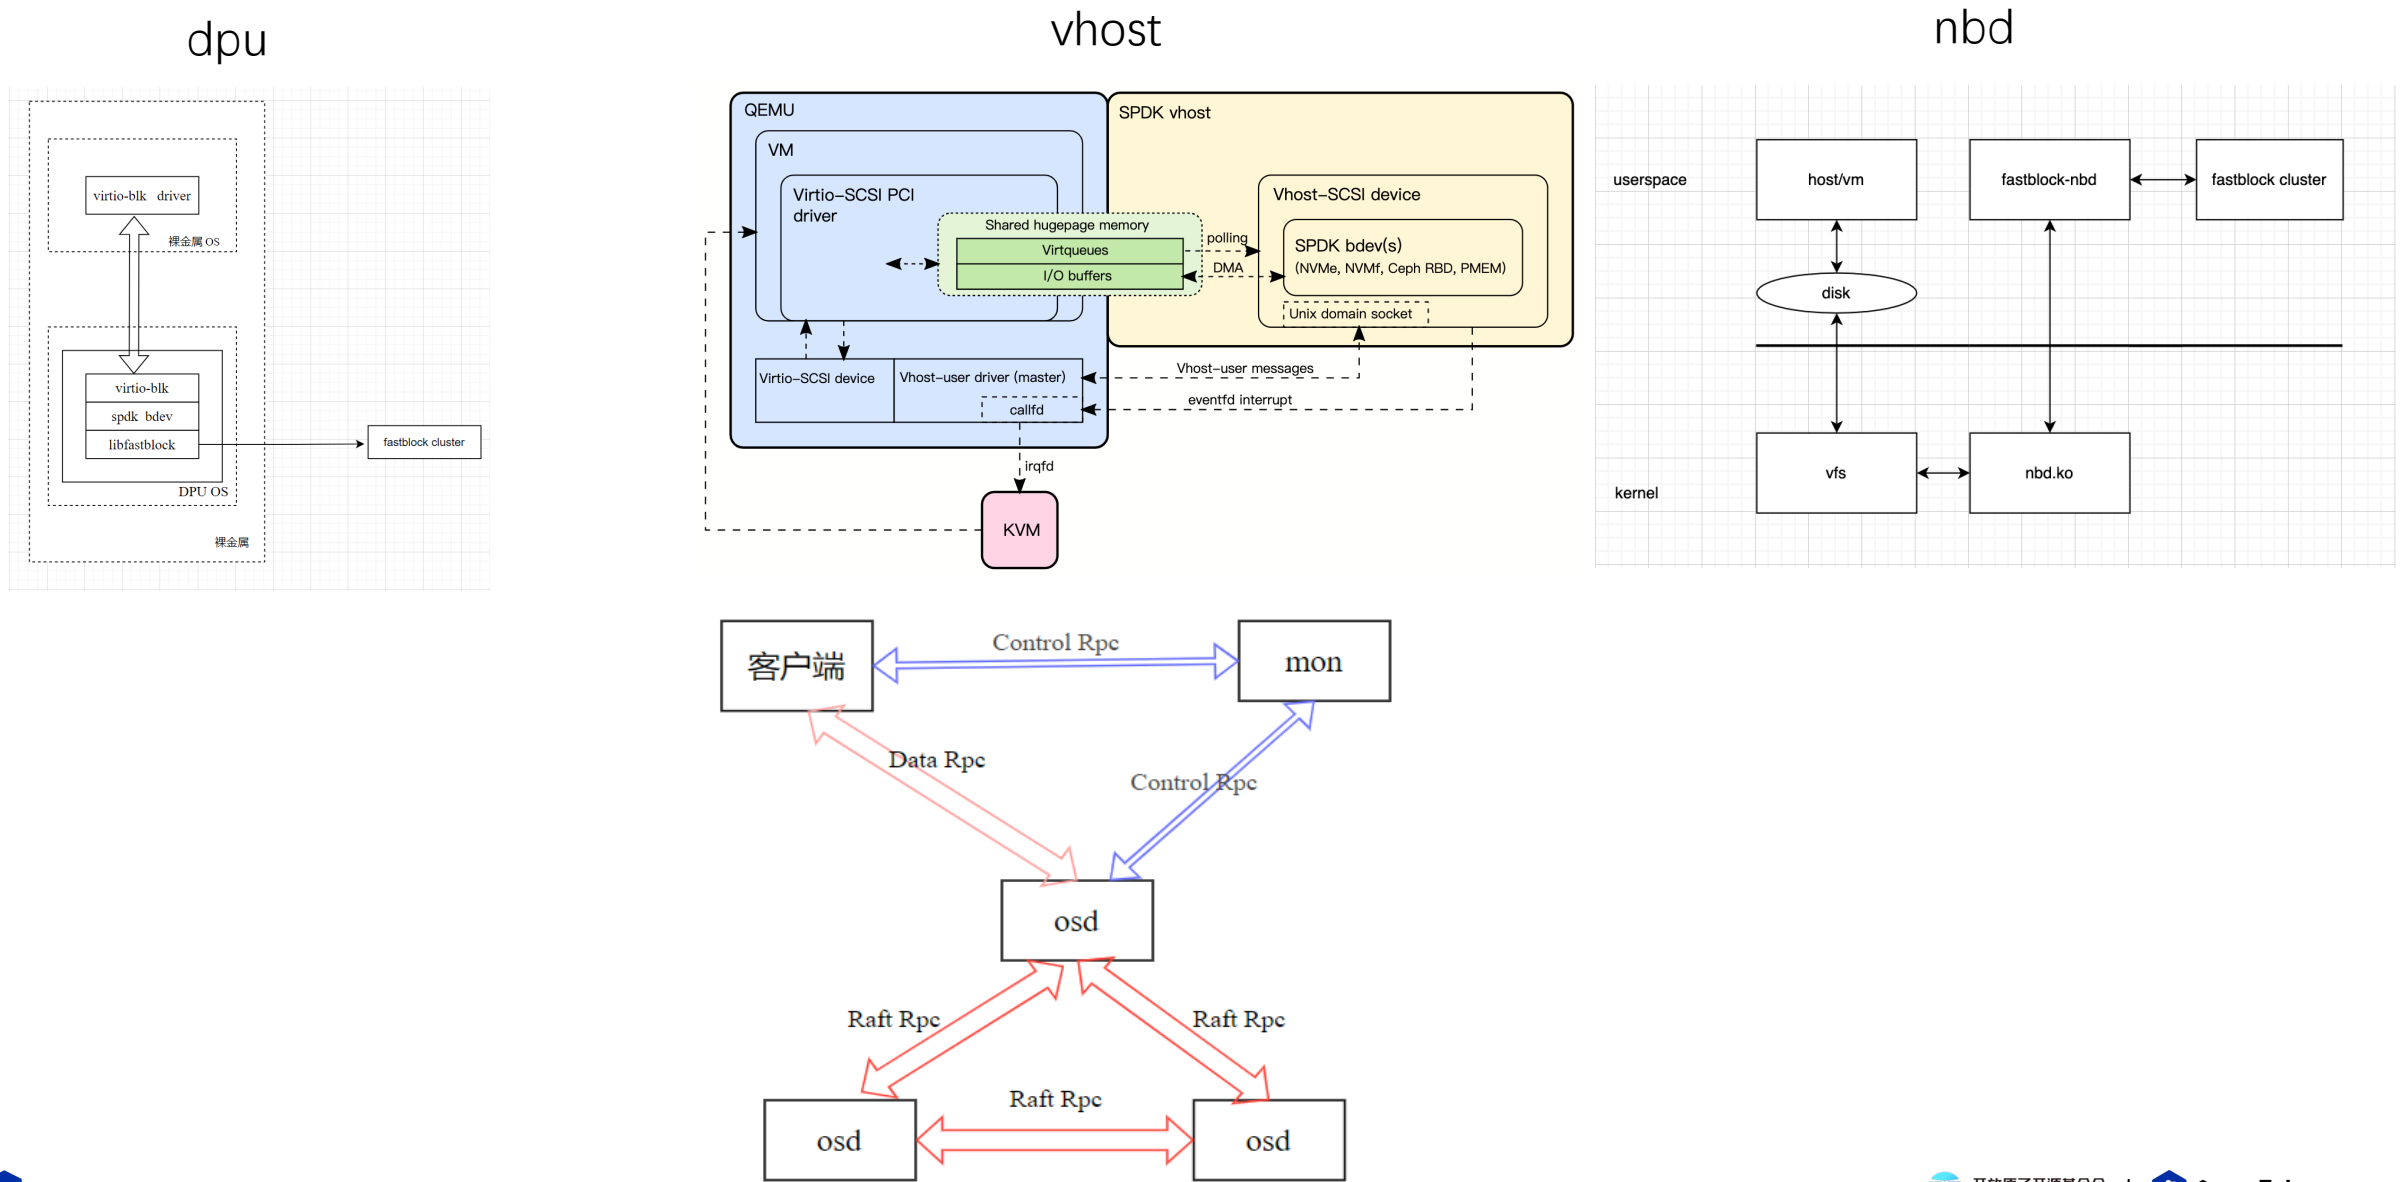 dpu
vhost
nbd
virtio-blk driver
裸金属 OS
virtio-blk
spdk bdev
libfastblock
DPU OS
裸金属
fastblock cluster
QEMU
VM
Virtio-SCSI PCI
driver
Shared hugepage memory
Virtqueues
I/O buffers
SPDK vhost
Vhost-SCSI device
polling
DMA
SPDK bdev(s)
(NVMe, NVMf, Ceph RBD, PMEM)
Unix domain socket
Virtio-SCSI device
Vhost-user driver (master)
callfd
Vhost-user messages
eventfd interrupt
irqfd
KVM
userspace
host/vm
fastblock-nbd
fastblock cluster
disk
vfs
nbd.ko
kernel
客户端
Control Rpc
mon
Data Rpc
Control Rpc
osd
Raft Rpc
Raft Rpc
Raft Rpc
osd
osd